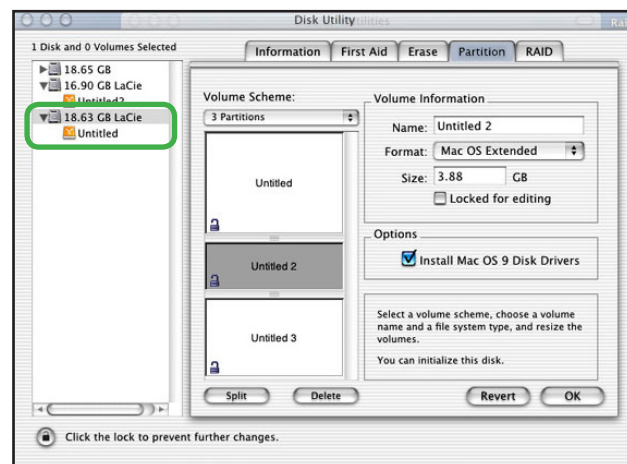 Disk Utility
1 Disk and 0 Volumes Selected
Information
First Aid
Erase
Partition
RAID
18.65 GB
16.90 GB LaCie
Untitled2
18.63 GB LaCie
Untitled
Volume Scheme:
3 Partitions
Untitled
Untitled 2
Untitled 3
Split
Delete
Volume Information
Name: Untitled 2
Format: Mac OS Extended
Size: 3.88 GB
Locked for editing
Options
Install Mac OS 9 Disk Drivers
Select a volume scheme, choose a volume
name and a file system type, and resize the
volumes.
You can initialize this disk.
Revert
OK
Click the lock to prevent further changes.